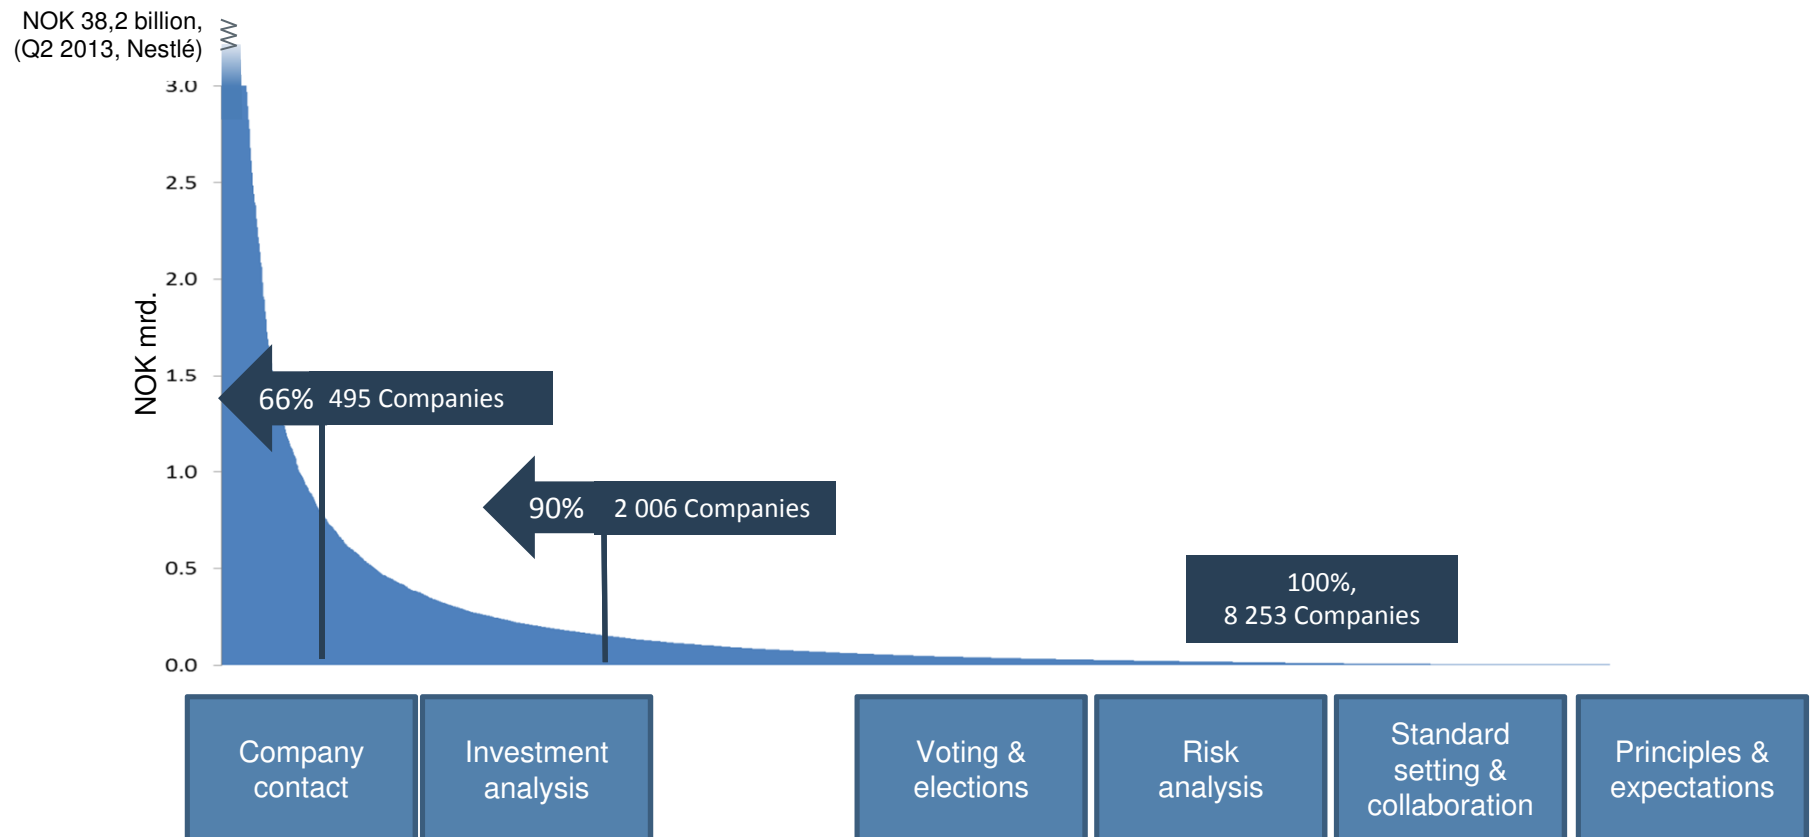 NOK 38,2 billion,
(Q2 2013, Nestlé)
3.0
2.5
2.0
1.5
1.0
0.5
0.0
NOK mrd.
66% 495 Companies
90% 2 006 Companies
100%,
8 253 Companies
Company
contact
Investment
analysis
Voting &
elections
Risk
analysis
Standard
setting &
collaboration
Principles &
expectations